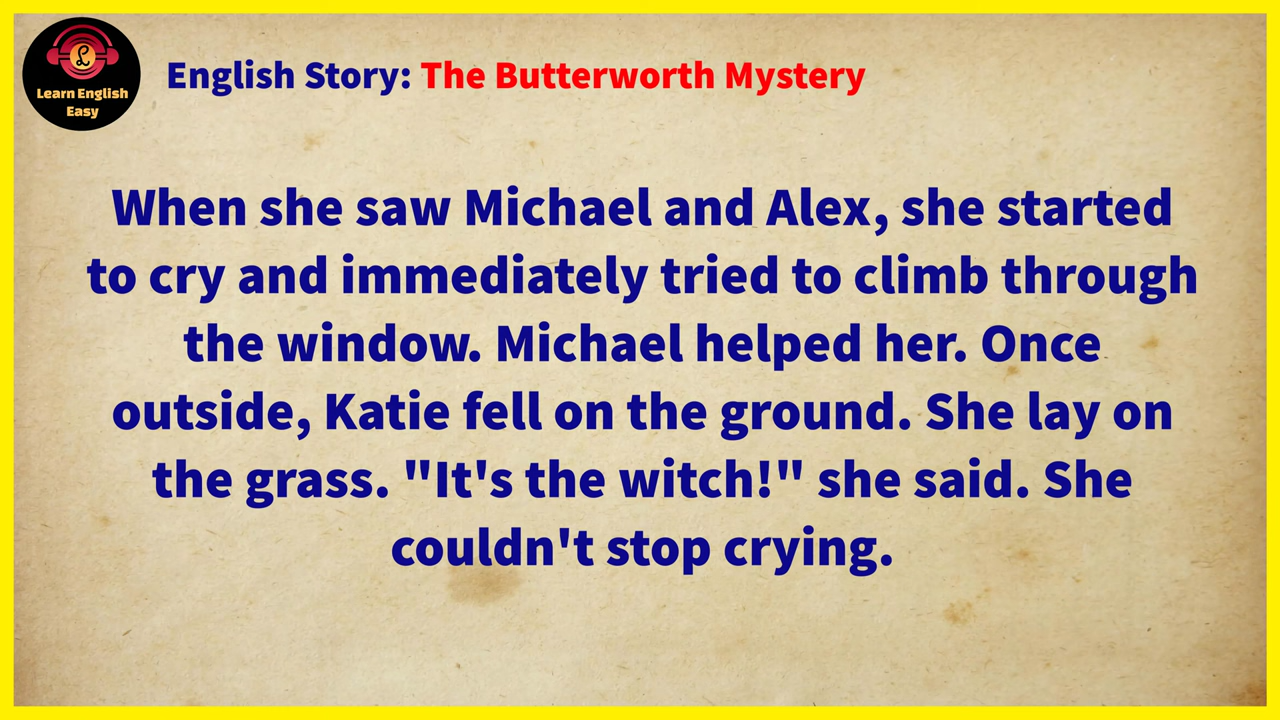 Learn English
Easy
English Story: The Butterworth Mystery
When she saw Michael and Alex, she started
to cry and immediately tried to climb through
the window. Michael helped her. Once
outside, Katie fell on the ground. She lay on
the grass. "It's the witch!" she said. She
couldn't stop crying.